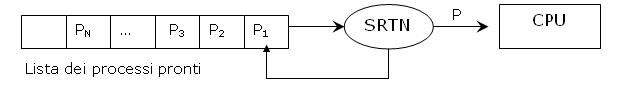 P_N ... P_3 P_2 P_1 SRTN P CPU
Lista dei processi pronti